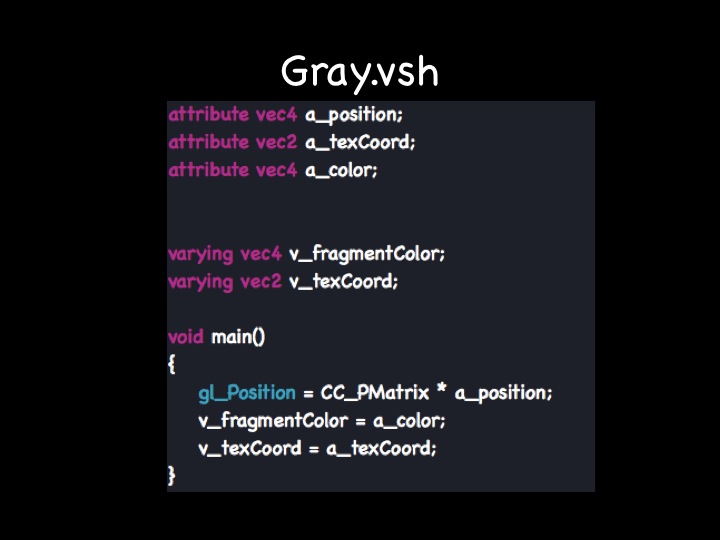 Gray.vsh
attribute vec4 a_position;
attribute vec2 a_texCoord;
attribute vec4 a_color;
varying vec4 v_fragmentColor;
varying vec2 v_texCoord;
void main()
{
gl_Position = CC_PMatrix * a_position;
v_fragmentColor = a_color;
v_texCoord = a_texCoord;
}